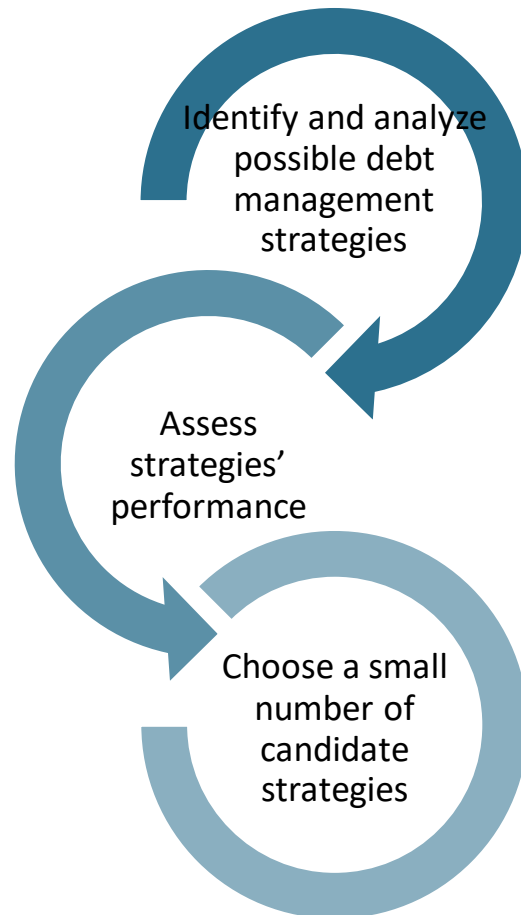 Identify and analyze
possible debt
management
strategies
Assess
strategies’
performance
Choose a small
number of
candidate
strategies